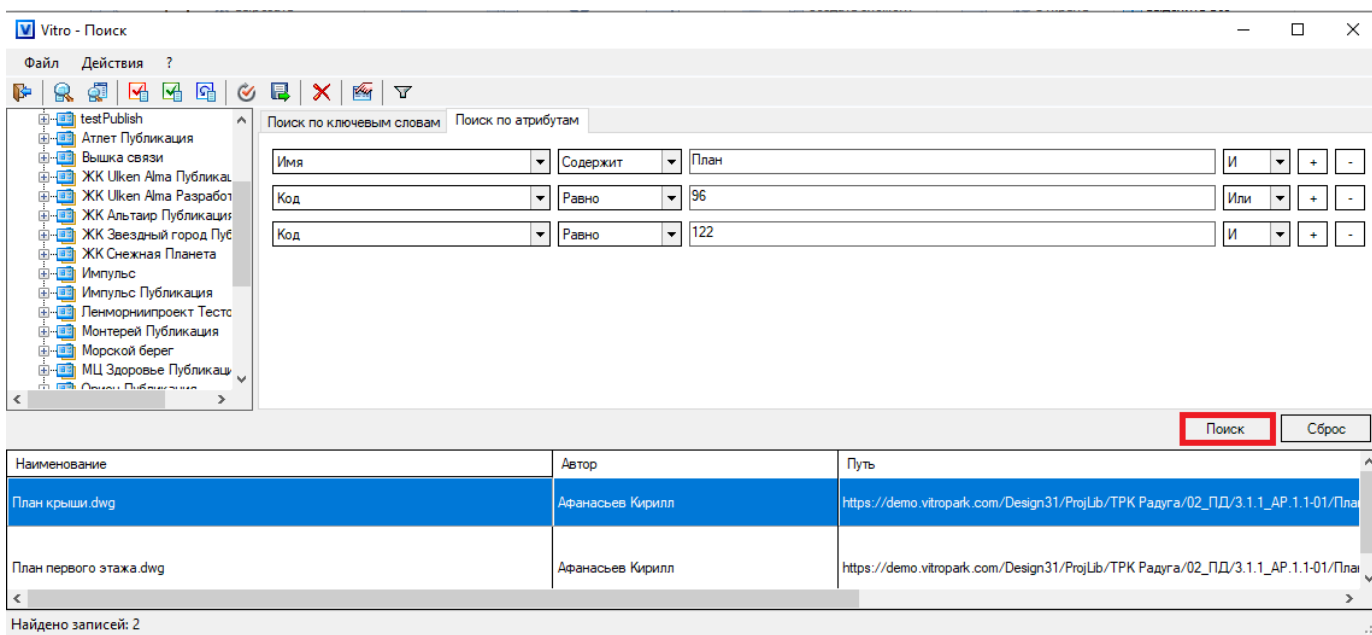 Vitro - Поиск
Файл Действия ?
testPublish
Атлет Публикация
Вышка связи
ЖК Ulken Alma Публикац
ЖК Ulken Alma Разработ
ЖК Альтаир Публикация
ЖК Звездный город Пуб
ЖК Снежная Планета
Импульс
Импульс Публикация
Ленморниипроект Тесто
Монтерей Публикация
Морской берег
МЦ Здоровье Публикаци
Поиск по ключевым словам Поиск по атрибутам
Имя Содержит План И + -
Код Равно 96 Или + -
Код Равно 122 И + -
Поиск Сброс
Наименование Автор Путь
План крыши.dwg Афанасьев Кирилл https://demo.vitropark.com/Design31/ProjLib/ТРК Радуга/02_ПД/3.1.1_АР.1.1-01/План
План первого этажа.dwg Афанасьев Кирилл https://demo.vitropark.com/Design31/ProjLib/ТРК Радуга/02_ПД/3.1.1_АР.1.1-01/План
Найдено записей: 2